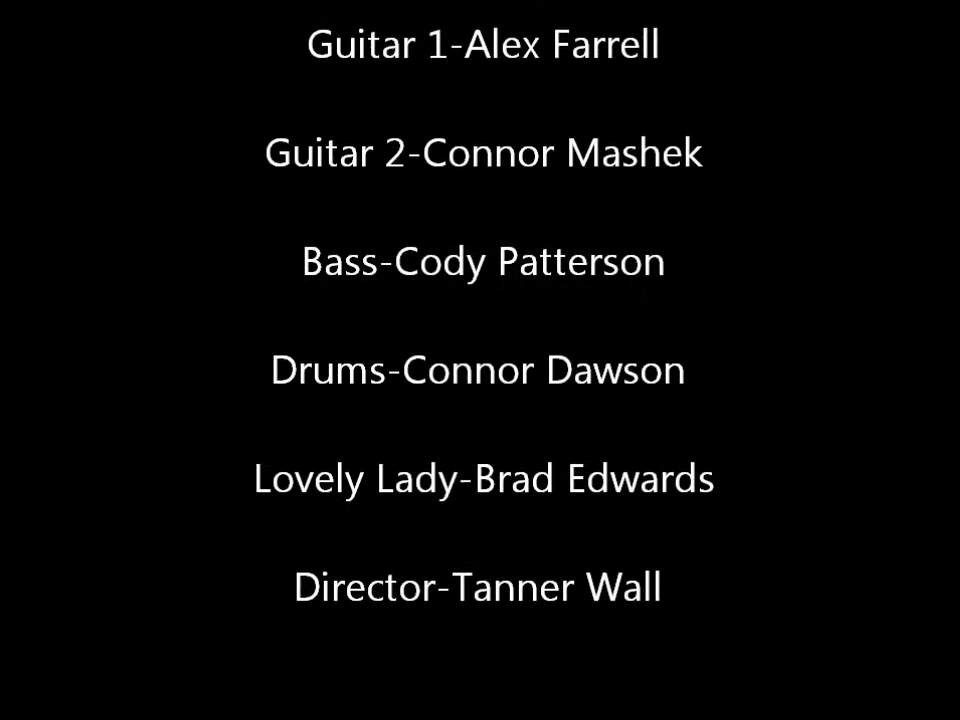 Guitar 1-Alex Farrell
Guitar 2-Connor Mashek
Bass-Cody Patterson
Drums-Connor Dawson
Lovely Lady-Brad Edwards
Director-Tanner Wall